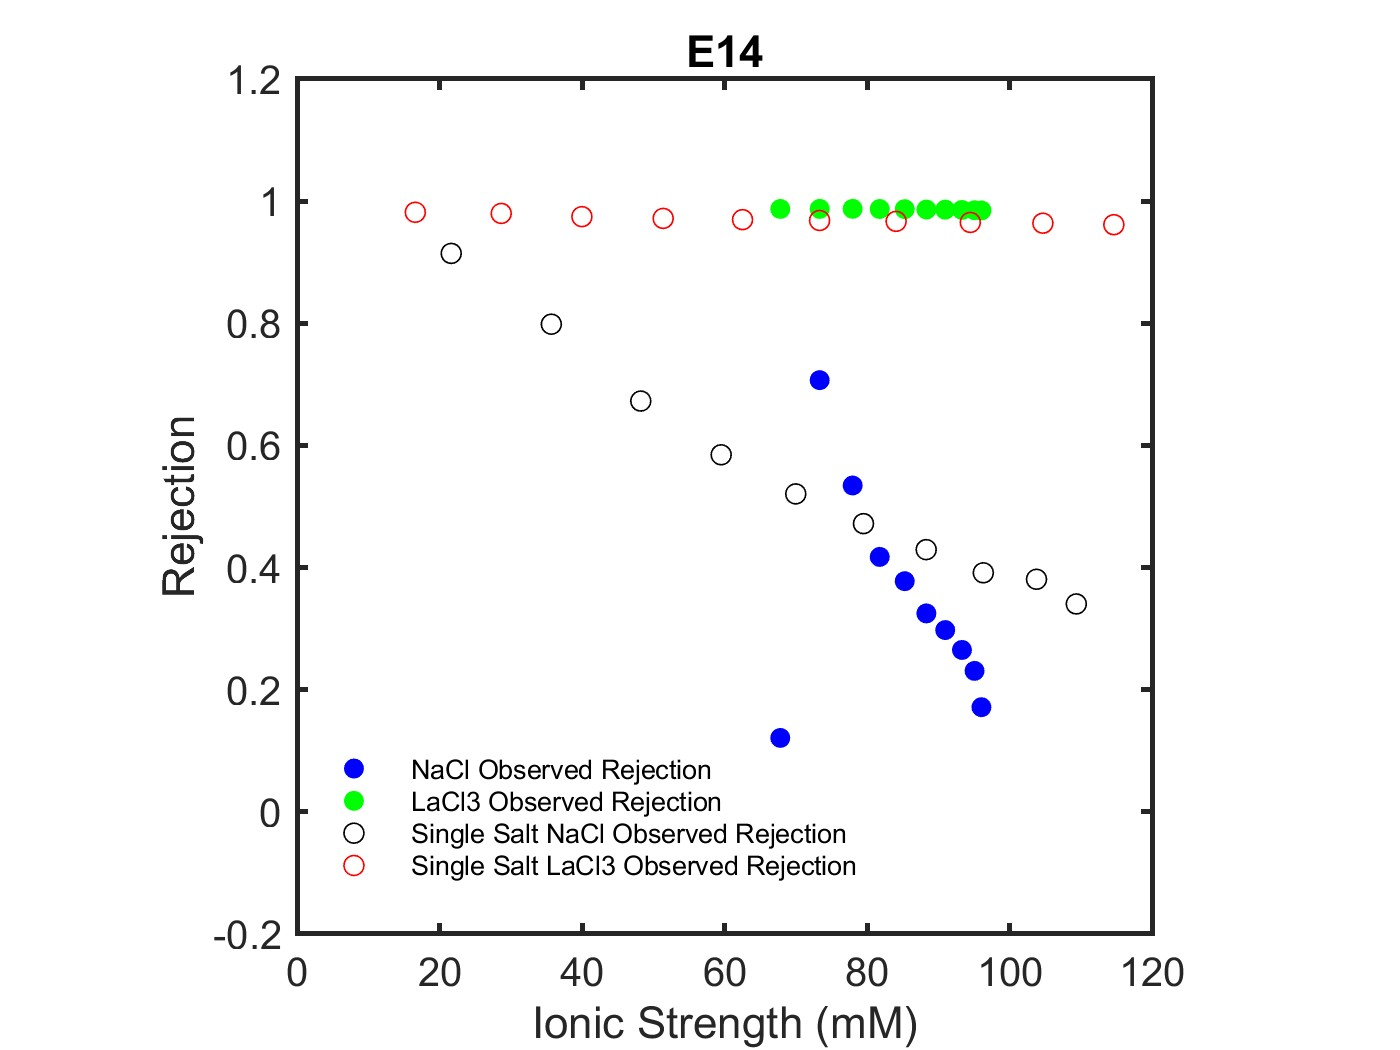 E14
1.2
1
0.8
0.6
0.4
0.2
0
-0.2
Rejection
NaCl Observed Rejection
LaCl3 Observed Rejection
Single Salt NaCl Observed Rejection
Single Salt LaCl3 Observed Rejection
0 20 40 60 80 100 120
Ionic Strength (mM)